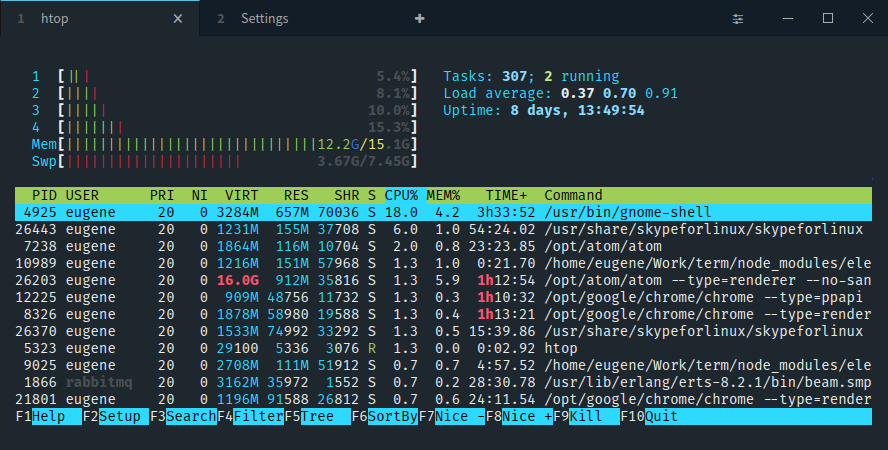 1 htop × 2 Settings +
1 [||| 5.4%] Tasks: 307; 2 running
2 [|||| 8.1%] Load average: 0.37 0.70 0.91
3 [||||| 10.0%] Uptime: 8 days, 13:49:54
4 [||||||| 15.3%]
Mem[||||||||||||||||||||||||||||||12.2G/15.1G]
Swp[||||||||||||||||||||| 3.67G/7.45G]
PID USER PRI NI VIRT RES SHR S CPU% MEM% TIME+ Command
4925 eugene 20 0 3284M 657M 70036 S 18.0 4.2 3h33:52 /usr/bin/gnome-shell
26443 eugene 20 0 1231M 155M 37708 S 6.0 1.0 54:24.02 /usr/share/skypeforlinux/skypeforlinux
7238 eugene 20 0 1864M 116M 10704 S 2.0 0.8 23:23.85 /opt/atom/atom
10989 eugene 20 0 1216M 151M 57968 S 1.3 1.0 0:21.70 /home/eugene/Work/term/node_modules/ele
26203 eugene 20 0 16.0G 912M 35816 S 1.3 5.9 1h12:54 /opt/atom/atom --type=renderer --no-san
12225 eugene 20 0 909M 48756 11732 S 1.3 0.3 1h10:32 /opt/google/chrome/chrome --type=ppapi
8326 eugene 20 0 1878M 58980 19588 S 1.3 0.4 1h13:21 /opt/google/chrome/chrome --type=render
26370 eugene 20 0 1533M 74992 33292 S 1.3 0.5 15:39.86 /usr/share/skypeforlinux/skypeforlinux
5323 eugene 20 0 29100 5336 3076 R 1.3 0.0 0:02.92 htop
9025 eugene 20 0 2708M 111M 51912 S 0.7 0.7 4:57.52 /home/eugene/Work/term/node_modules/ele
1866 rabbitmq 20 0 3162M 35972 1552 S 0.7 0.2 28:30.78 /usr/lib/erlang/erts-8.2.1/bin/beam.smp
21801 eugene 20 0 1196M 91588 26812 S 0.7 0.6 24:11.54 /opt/google/chrome/chrome --type=render
F1Help F2Setup F3SearchF4FilterF5Tree F6SortByF7Nice -F8Nice +F9Kill F10Quit